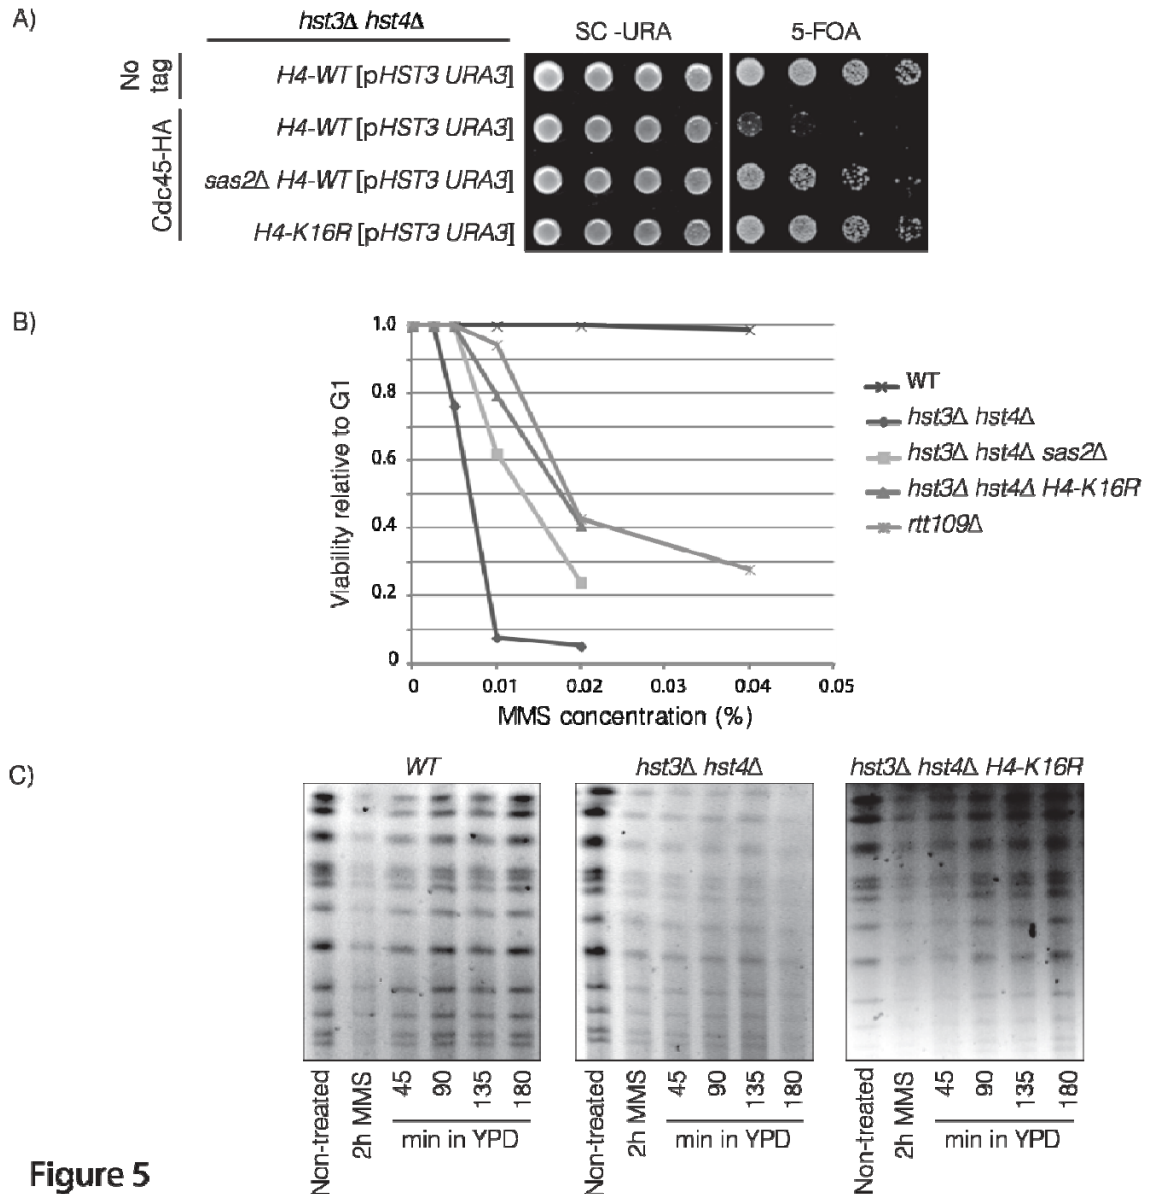 A)
hst3Δ hst4Δ
SC -URA
5-FOA
No tag
H4-WT [pHST3 URA3]
Cdc45-HA
H4-WT [pHST3 URA3]
sas2Δ H4-WT [pHST3 URA3]
H4-K16R [pHST3 URA3]
B)
Viability relative to G1
1.0
0.8
0.6
0.4
0.2
0
0
0.01
0.02
0.03
0.04
0.05
MMS concentration (%)
WT
hst3Δ hst4Δ
hst3Δ hst4Δ sas2Δ
hst3Δ hst4Δ H4-K16R
rtt109Δ
C)
WT
hst3Δ hst4Δ
hst3Δ hst4Δ H4-K16R
Non-treated
2h MMS
45
90
135
180
min in YPD
Non-treated
2h MMS
45
90
135
180
min in YPD
Non-treated
2h MMS
45
90
135
180
min in YPD
Figure 5